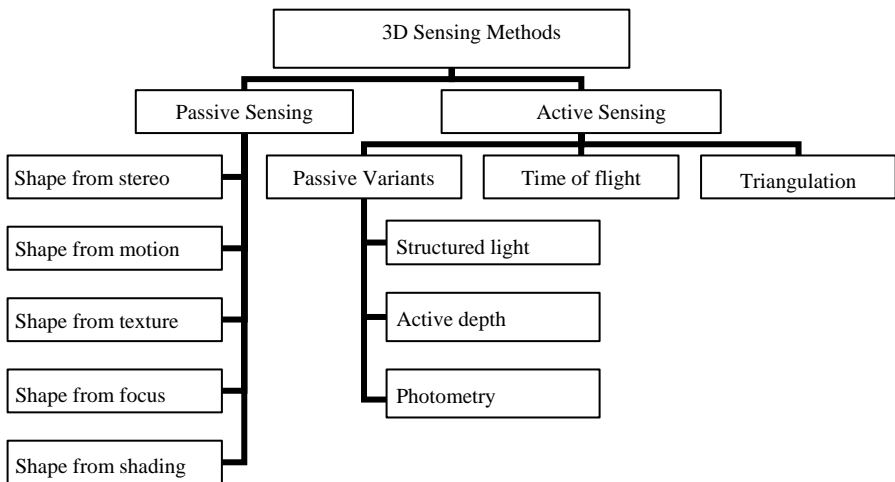 3D Sensing Methods
Passive Sensing
Active Sensing
Shape from stereo
Passive Variants
Time of flight
Triangulation
Shape from motion
Structured light
Shape from texture
Active depth
Shape from focus
Photometry
Shape from shading